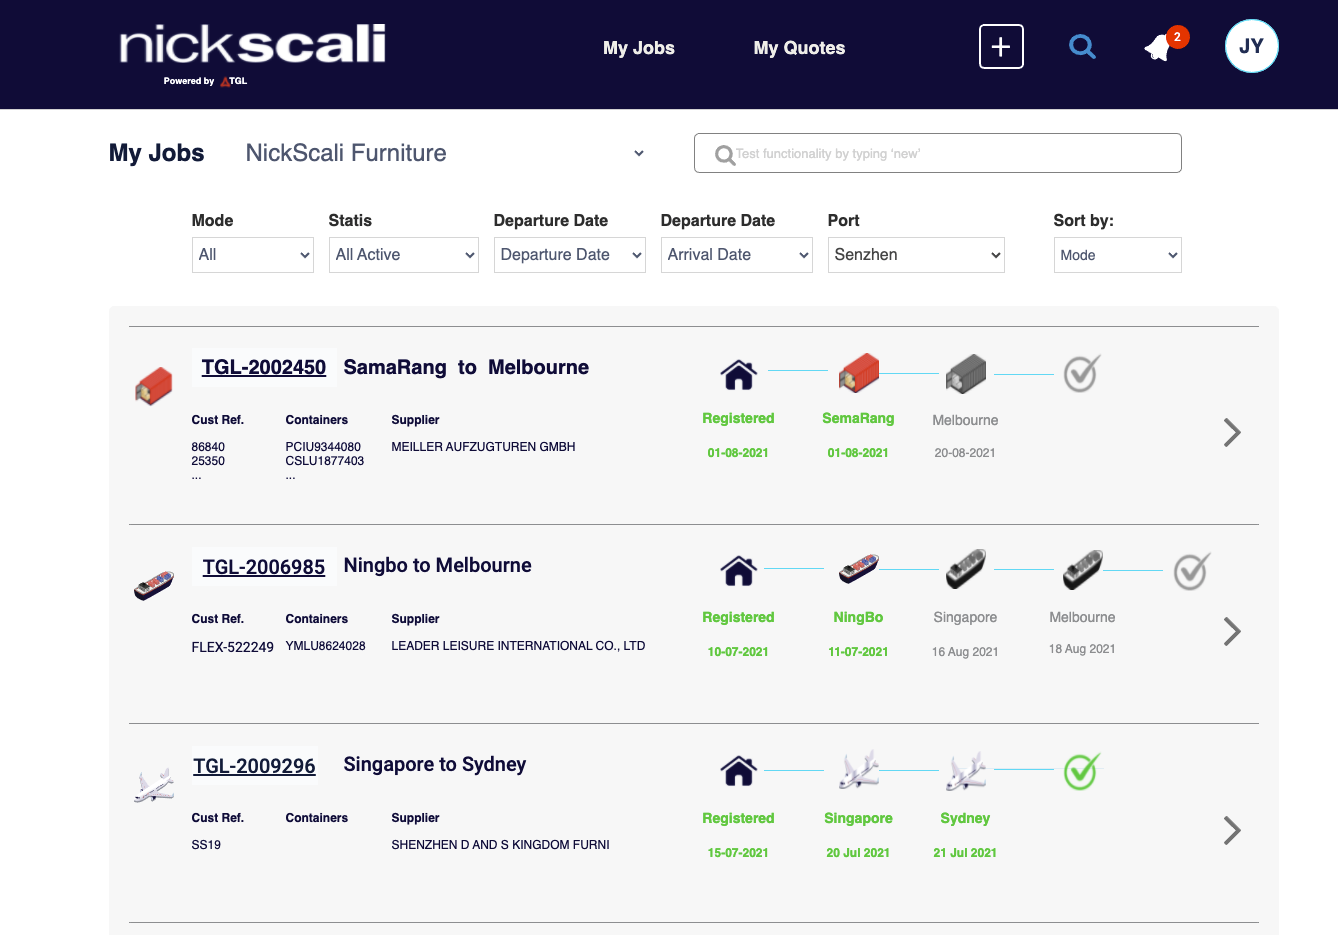 nickscali
Powered by TGL
My Jobs
My Quotes
2
JY
My Jobs
NickScali Furniture
Test functionality by typing ‘new’
Mode
Statis
Departure Date
Departure Date
Port
Sort by:
All
All Active
Departure Date
Arrival Date
Senzhen
Mode
TGL-2002450
SamaRang to Melbourne
Cust Ref.
Containers
Supplier
86840
PCIU9344080
MEILLER AUFZUGTUREN GMBH
25350
CSLU1877403
...
...
Registered
SemaRang
Melbourne
01-08-2021
01-08-2021
20-08-2021
TGL-2006985
Ningbo to Melbourne
Cust Ref.
Containers
Supplier
FLEX-522249
YMLU8624028
LEADER LEISURE INTERNATIONAL CO., LTD
Registered
NingBo
Singapore
Melbourne
10-07-2021
11-07-2021
16 Aug 2021
18 Aug 2021
TGL-2009296
Singapore to Sydney
Cust Ref.
Containers
Supplier
SS19
SHENZHEN D AND S KINGDOM FURNI
Registered
Singapore
Sydney
15-07-2021
20 Jul 2021
21 Jul 2021